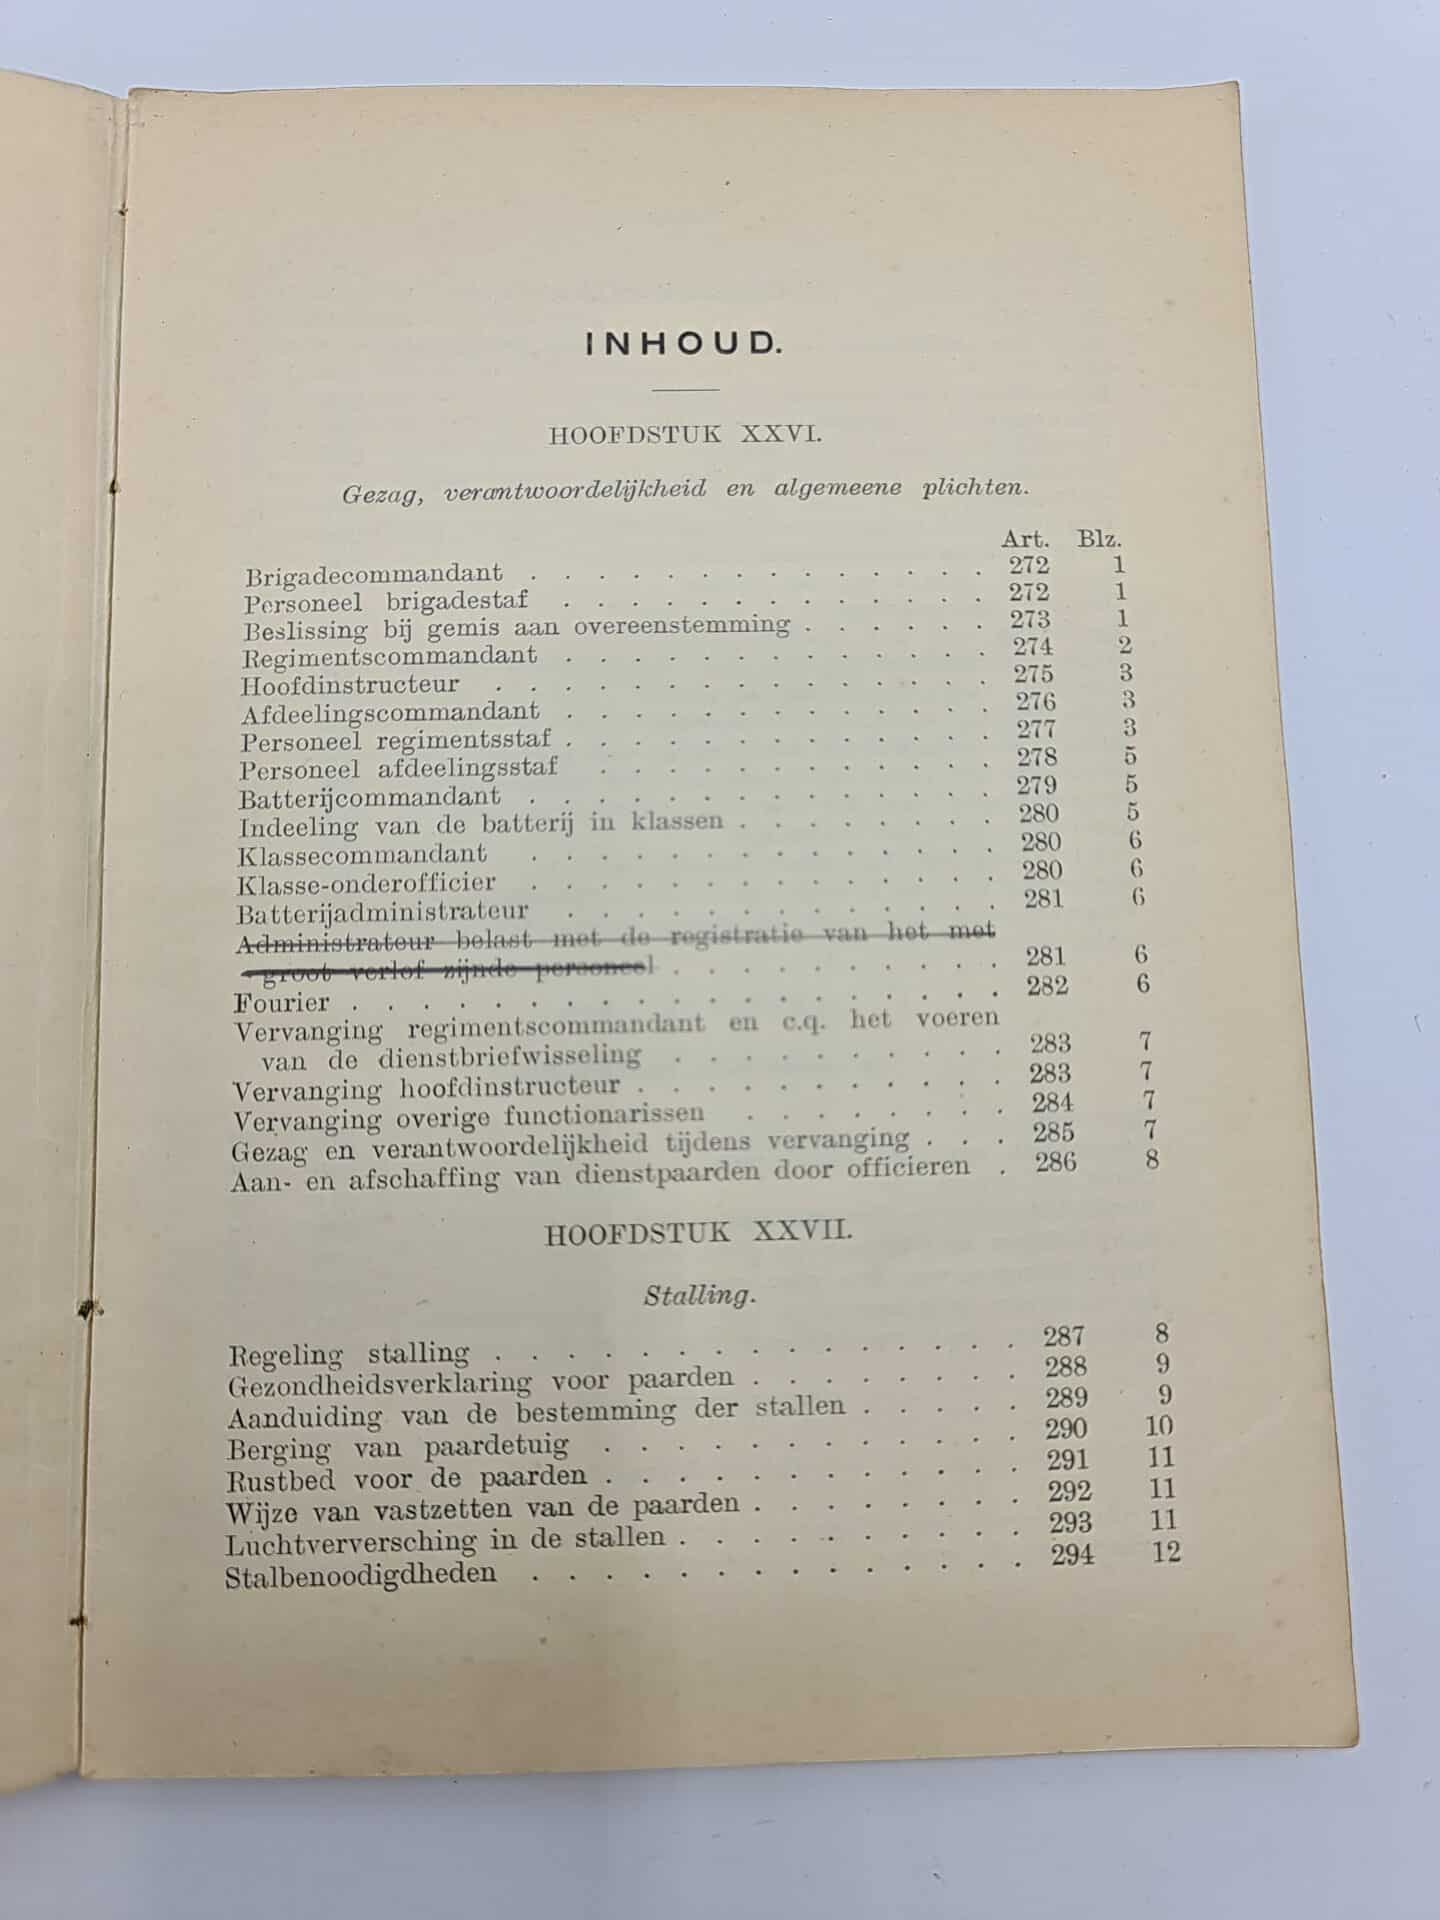 INHOUD.
HOOFDSTUK XXVI.
Gezag, verantwoordelijkheid en algemeene plichten.
Art. Blz.
Brigadecommandant . . . . . . . . . . . . . . 272 1
Personeel brigadestaf . . . . . . . . . . . . . 272 1
Beslissing bij gemis aan overeenstemming . . . . . . 273 1
Regimentscommandant . . . . . . . . . . . . . 274 2
Hoofdinstructeur . . . . . . . . . . . . . . . 275 3
Afdeelingscommandant . . . . . . . . . . . . . 276 3
Personeel regimentsstaf . . . . . . . . . . . . . 277 3
Personeel afdeelingsstaf . . . . . . . . . . . . 278 5
Batterijcommandant . . . . . . . . . . . . . . 279 5
Indeeling van de batterij in klassen . . . . . . . . 280 5
Klassecommandant . . . . . . . . . . . . . . 280 6
Klasse-onderofficier . . . . . . . . . . . . . . 280 6
Batterijadministrateur . . . . . . . . . . . . . 281 6
Administrateur belast met de registratie van het met
groot verlof zijnde personeel . . . . . . . . . . 281 6
Fourier . . . . . . . . . . . . . . . . . . . 282 6
Vervanging regimentscommandant en c.q. het voeren
van de dienstbriefwisseling . . . . . . . . . . 283 7
Vervanging hoofdinstructeur . . . . . . . . . . . 283 7
Vervanging overige functionarissen . . . . . . . . 284 7
Gezag en verantwoordelijkheid tijdens vervanging . . . 285 7
Aan- en afschaffing van dienstpaarden door officieren . 286 8
HOOFDSTUK XXVII.
Stalling.
Regeling stalling . . . . . . . . . . . . . . . 287 8
Gezondheidsverklaring voor paarden . . . . . . . . 288 9
Aanduiding van de bestemming der stallen . . . . . 289 9
Berging van paardetuig . . . . . . . . . . . . 290 10
Rustbed voor de paarden . . . . . . . . . . . . 291 11
Wijze van vastzetten van de paarden . . . . . . . . 292 11
Luchtverversching in de stallen . . . . . . . . . . 293 11
Stalbenoodigdheden . . . . . . . . . . . . . . 294 12